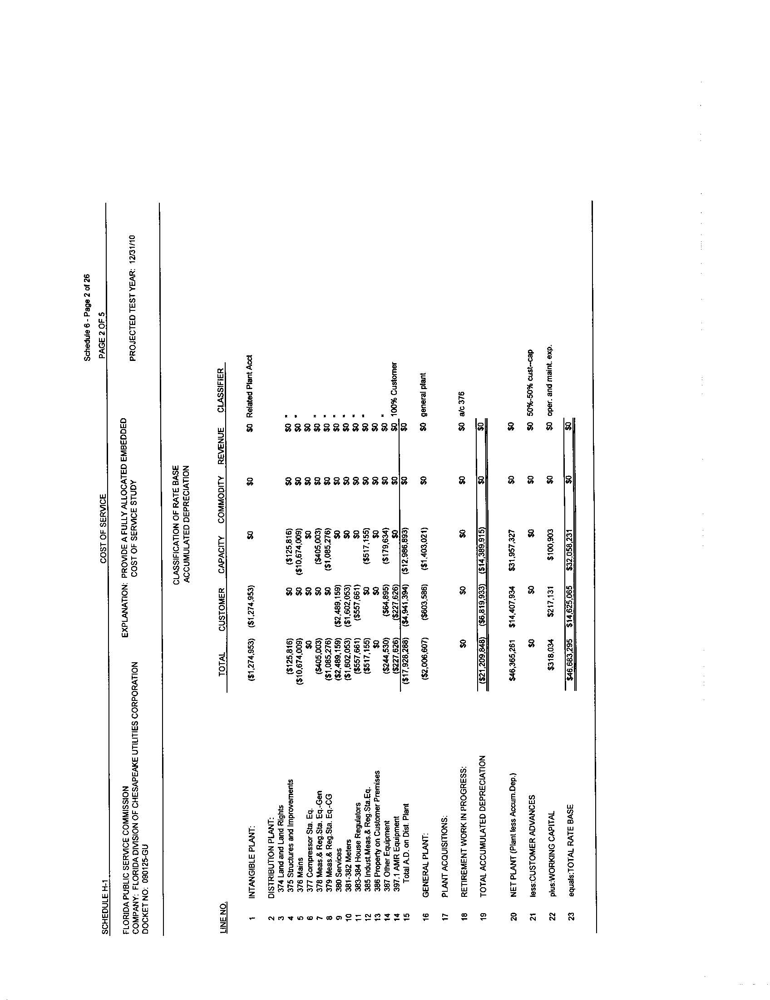 Schedule 6 - Page 2 of 26
SCHEDULE H-1 COST OF SERVICE PAGE 2 OF 5
FLORIDA PUBLIC SERVICE COMMISSION EXPLANATION: PROVIDE A FULLY ALLOCATED EMBEDDED PROJECTED TEST YEAR: 12/31/10
COMPANY: FLORIDA DIVISION OF CHESAPEAKE UTILITIES CORPORATION COST OF SERVICE STUDY
DOCKET NO: 090125-GU
CLASSIFICATION OF RATE BASE
ACCUMULATED DEPRECIATION
LINE NO. TOTAL CUSTOMER CAPACITY COMMODITY REVENUE CLASSIFIER
1 INTANGIBLE PLANT: ($1,274,953) ($1,274,953) $0 $0 $0 Related Plant Acct
2 DISTRIBUTION PLANT:
3 374 Land and Land Rights
4 375 Structures and Improvements ($125,816) $0 ($125,816) $0 $0 "
5 376 Mains ($10,674,009) $0 ($10,674,009) $0 $0 "
6 377 Compressor Sta. Eq. $0 $0 $0 $0 $0
7 378 Meas.& Reg.Sta. Eq.-Gen ($405,003) $0 ($405,003) $0 $0 "
8 379 Meas.& Reg.Sta. Eq.-CG ($1,085,276) $0 ($1,085,276) $0 $0 "
9 380 Services ($2,489,159) ($2,489,159) $0 $0 $0 "
10 381-382 Meters ($1,602,053) ($1,602,053) $0 $0 $0 "
11 383-384 House Regulators ($557,661) ($557,661) $0 $0 $0 "
12 385 Indust.Meas.& Reg.Sta.Eq. ($517,155) $0 ($517,155) $0 $0 "
13 386 Property on Customer Premises $0 $0 $0 $0 $0
14 387 Other Equipment ($244,530) ($64,895) ($179,634) $0 $0 "
14 397.1 AMR Equipment ($227,626) ($227,626) $0 $0 $0 100% Customer
15 Total A.D. on Dist. Plant ($17,928,288) ($4,941,394) ($12,986,893) $0 $0
16 GENERAL PLANT: ($2,006,607) ($603,586) ($1,403,021) $0 $0 general plant
17 PLANT ACQUISITIONS:
18 RETIREMENT WORK IN PROGRESS: $0 $0 $0 $0 $0 a/c 376
19 TOTAL ACCUMULATED DEPRECIATION ($21,209,848) ($6,819,933) ($14,389,915) $0 $0
20 NET PLANT (Plant less Accum.Dep.) $46,365,261 $14,407,934 $31,957,327 $0 $0
21 less:CUSTOMER ADVANCES $0 $0 $0 $0 $0 50%-50% cust--cap
22 plus:WORKING CAPITAL $318,034 $217,131 $100,903 $0 $0 oper. and maint. exp.
23 equals:TOTAL RATE BASE $46,683,295 $14,625,065 $32,058,231 $0 $0